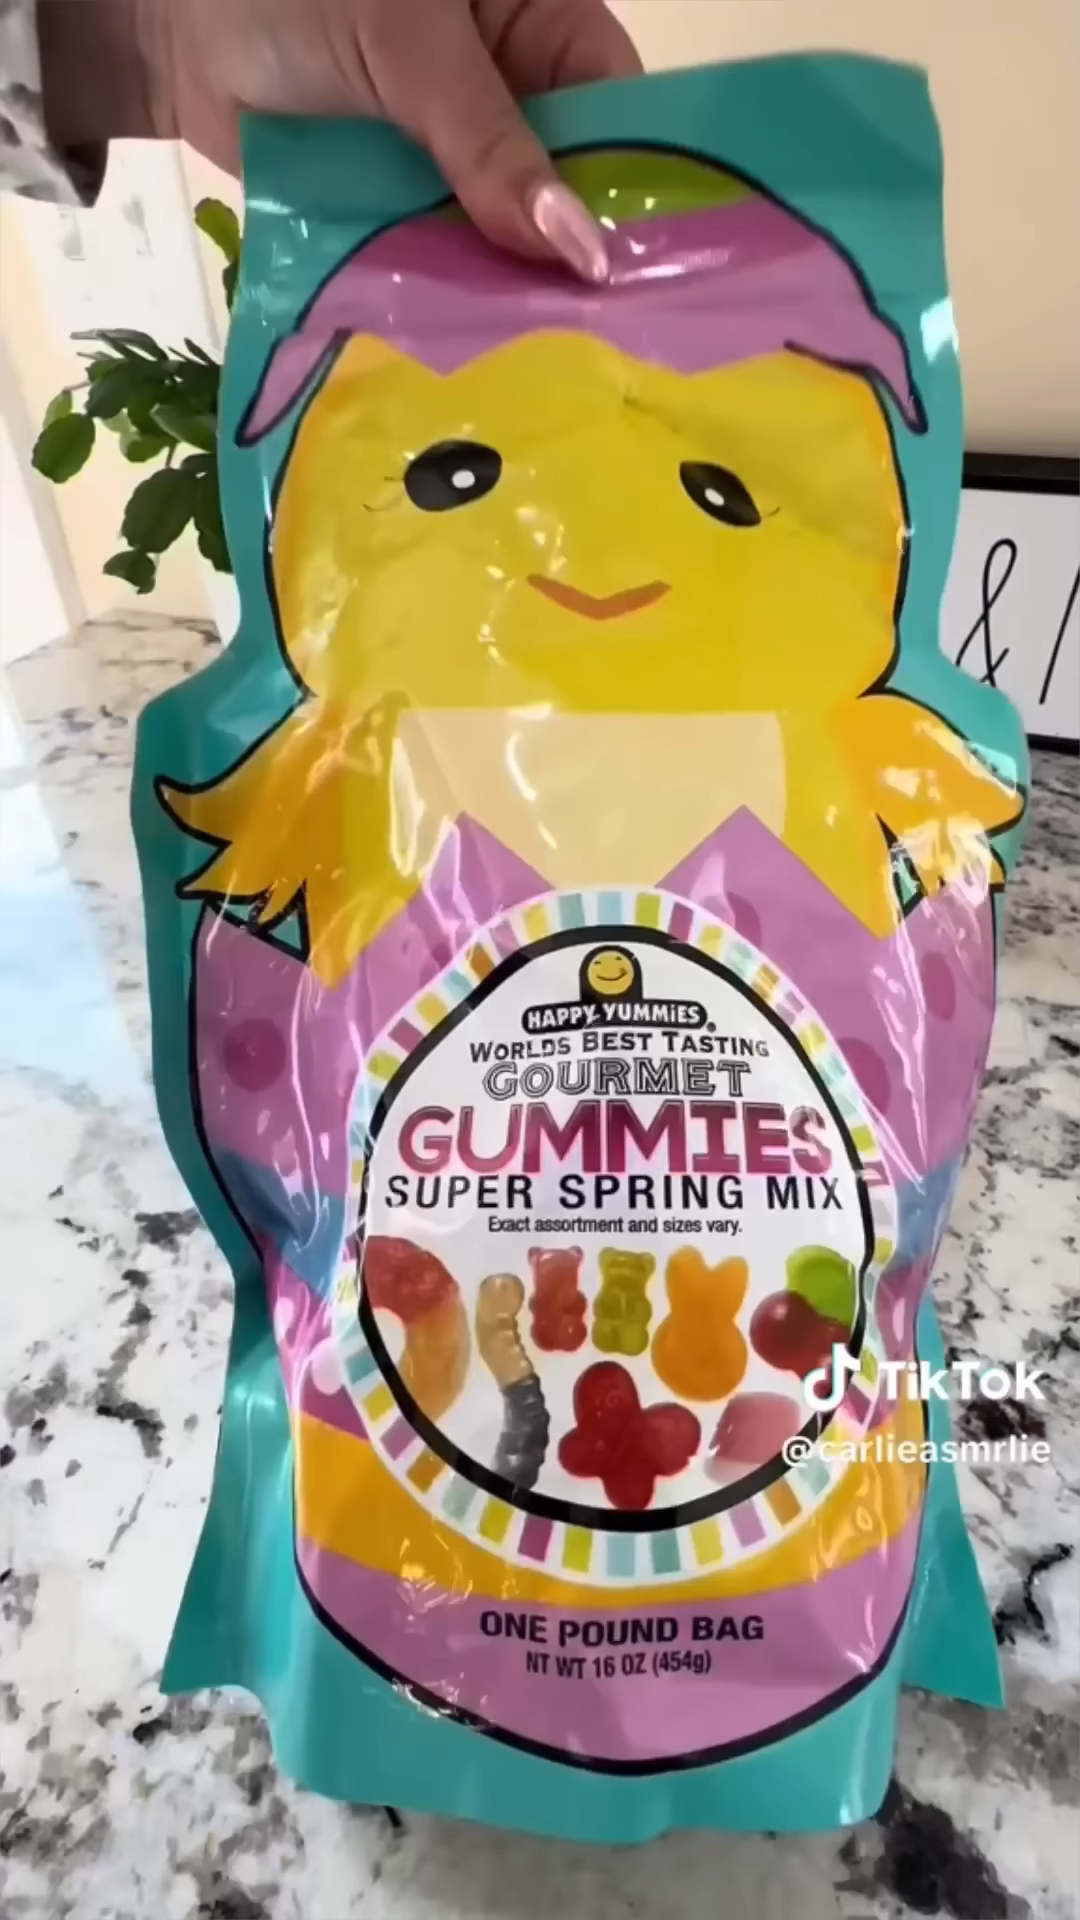 &
HAPPY YUMMiES®
WORLDS BEST TASTING
GOURMET
GUMMIES
SUPER SPRING MIX
Exact assortment and sizes vary.
TikTok
@carlieasmrlie
ONE POUND BAG
NT WT 16 OZ (454g)